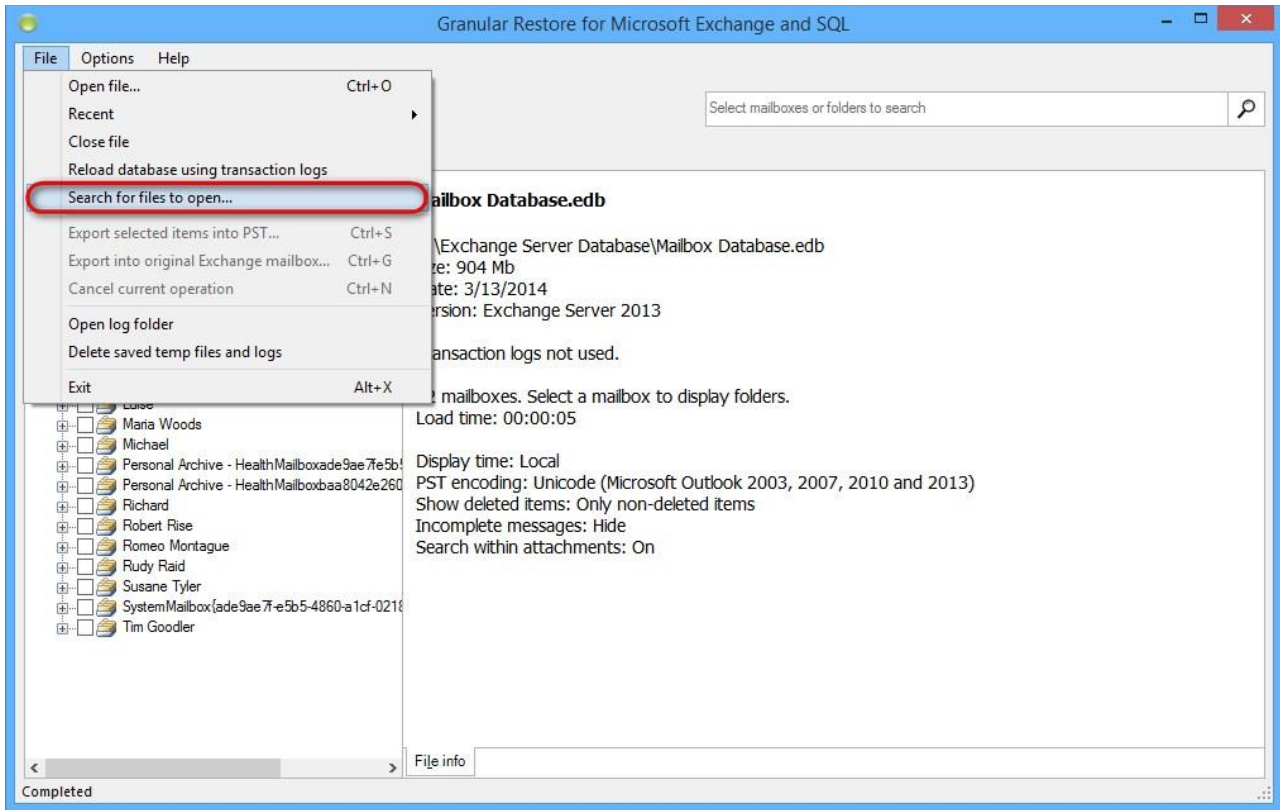 Granular Restore for Microsoft Exchange and SQL
File Options Help
Open file... Ctrl+O
Recent
Close file
Reload database using transaction logs
Search for files to open...
Export selected items into PST... Ctrl+S
Export into original Exchange mailbox... Ctrl+G
Cancel current operation Ctrl+N
Open log folder
Delete saved temp files and logs
Exit Alt+X
Select mailboxes or folders to search
ailbox Database.edb
\Exchange Server Database\Mailbox Database.edb
ze: 904 Mb
ate: 3/13/2014
ersion: Exchange Server 2013
ansaction logs not used.
mailboxes. Select a mailbox to display folders.
Load time: 00:00:05
Display time: Local
PST encoding: Unicode (Microsoft Outlook 2003, 2007, 2010 and 2013)
Show deleted items: Only non-deleted items
Incomplete messages: Hide
Search within attachments: On
Maria Woods
Michael
Personal Archive - HealthMailboxade9ae7fe5b5
Personal Archive - HealthMailboxbaa8042e260
Richard
Robert Rise
Romeo Montague
Rudy Raid
Susane Tyler
SystemMailbox{ade9ae7f-e5b5-4860-a1cf-0218
Tim Goodler
File info
Completed